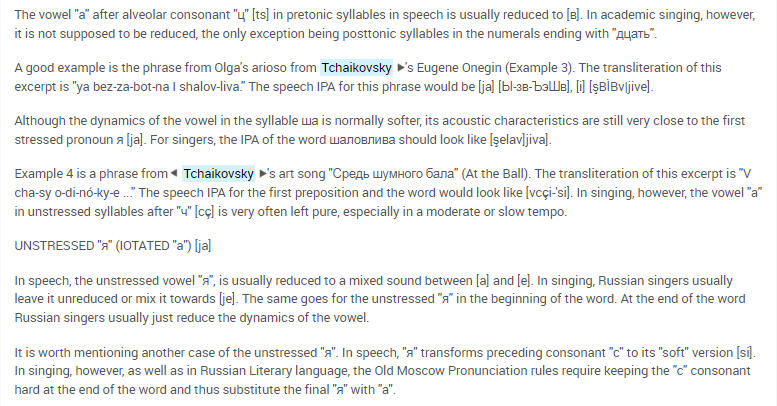 The vowel "a" after alveolar consonant "ц" [ts] in pretonic syllables in speech is usually reduced to [в]. In academic singing, however,
it is not supposed to be reduced, the only exception being posttonic syllables in the numerals ending with "дцать".
A good example is the phrase from Olga's arioso from Tchaikovsky ▶'s Eugene Onegin (Example 3). The transliteration of this
excerpt is "ya bez-za-bot-na I shalov-liva." The speech IPA for this phrase would be [ja] [Ы-зв-ЪэШв], [i] [şBÌBv(jive].
Although the dynamics of the vowel in the syllable ша is normally softer, its acoustic characteristics are still very close to the first
stressed pronoun я [ja]. For singers, the IPA of the word шаловлива should look like [şelav]jiva].
Example 4 is a phrase from ◀ Tchaikovsky ▶'s art song "Средь шумного бала" (At the Ball). The transliteration of this excerpt is "V
cha-sy o-di-nó-ky-e ..." The speech IPA for the first preposition and the word would look like [vcçi-'si]. In singing, however, the vowel "a"
in unstressed syllables after "ч" [cç] is very often left pure, especially in a moderate or slow tempo.
UNSTRESSED "я" (IOTATED "a") [ja]
In speech, the unstressed vowel "я", is usually reduced to a mixed sound between [a] and [e]. In singing, Russian singers usually
leave it unreduced or mix it towards [je]. The same goes for the unstressed "я" in the beginning of the word. At the end of the word
Russian singers usually just reduce the dynamics of the vowel.
It is worth mentioning another case of the unstressed "я". In speech, "я" transforms preceding consonant "c" to its "soft" version [si].
In singing, however, as well as in Russian Literary language, the Old Moscow Pronunciation rules require keeping the "c" consonant
hard at the end of the word and thus substitute the final "я" with "a".